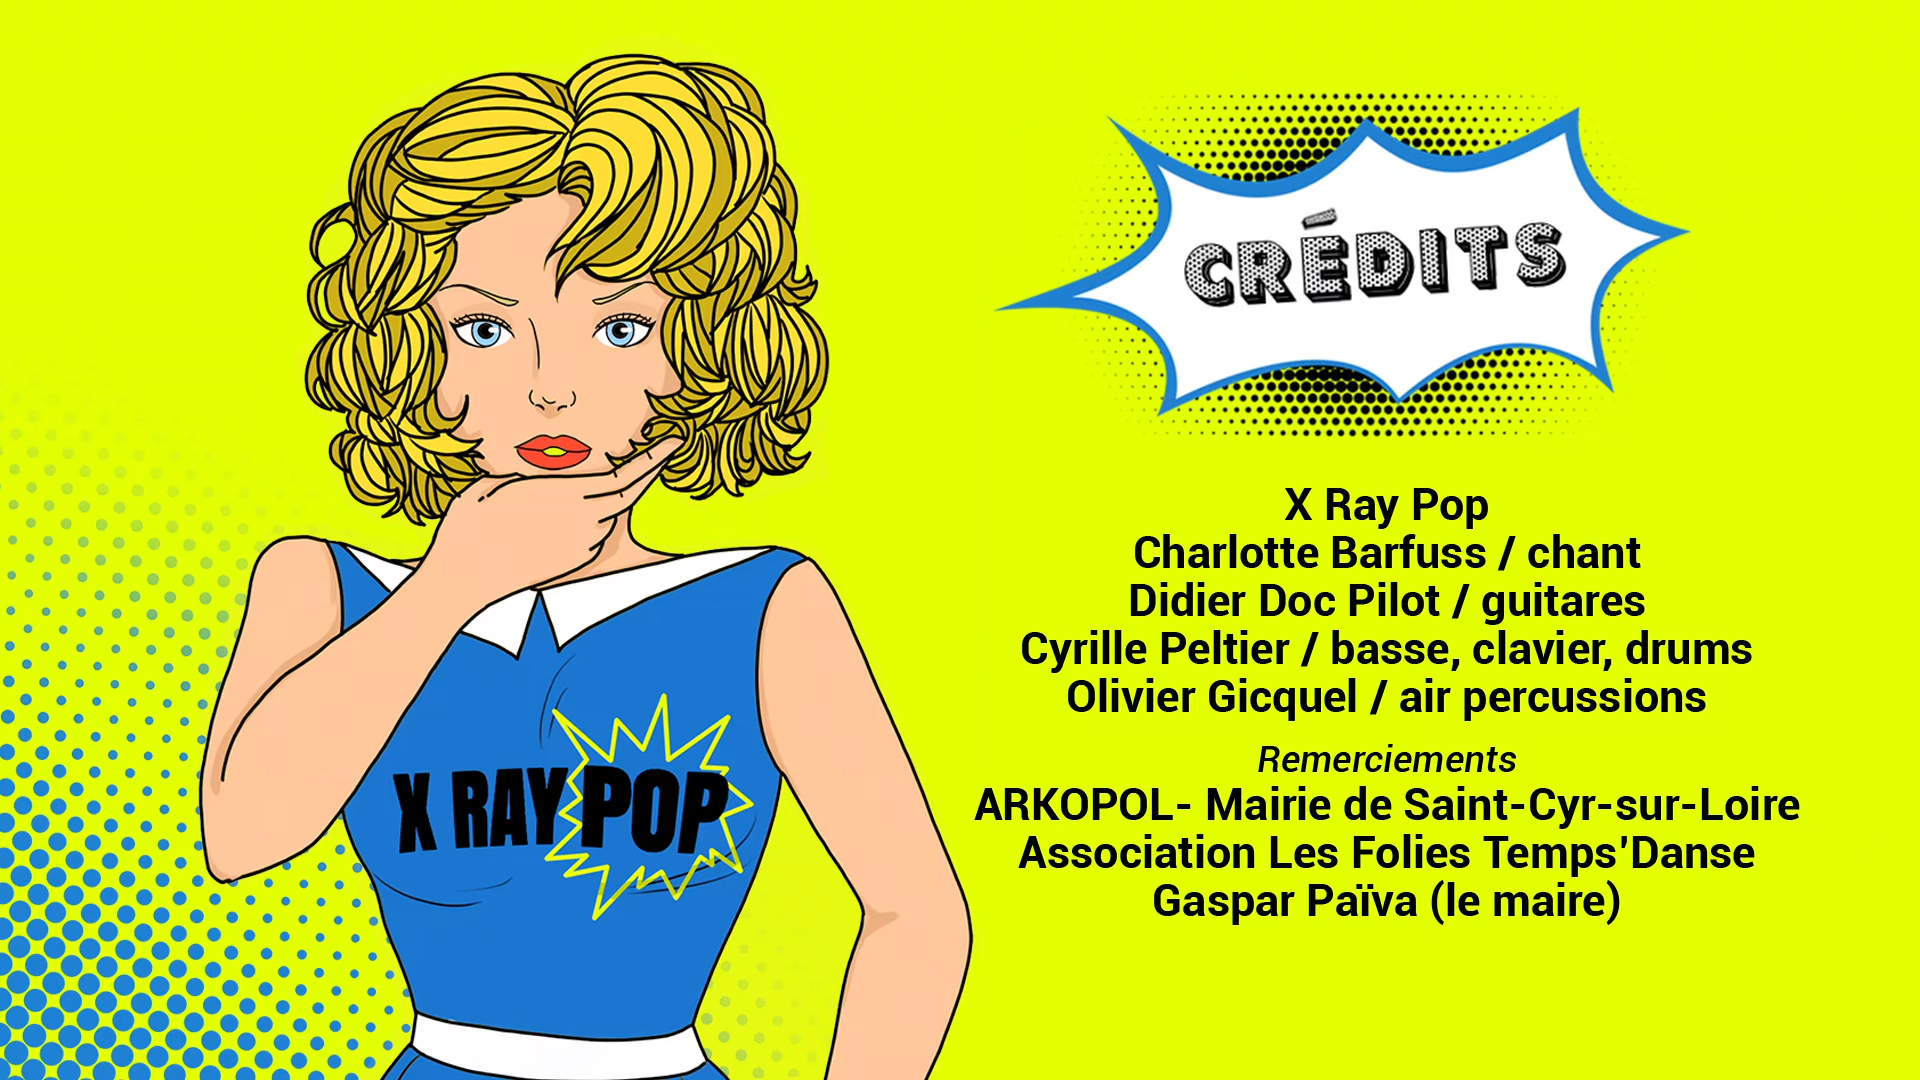 CRÉDITS
X Ray Pop
Charlotte Barfuss / chant
Didier Doc Pilot / guitares
Cyrille Peltier / basse, clavier, drums
Olivier Gicquel / air percussions
Remerciements
ARKOPOL- Mairie de Saint-Cyr-sur-Loire
Association Les Folies Temps'Danse
Gaspar Païva (le maire)
X RAY POP